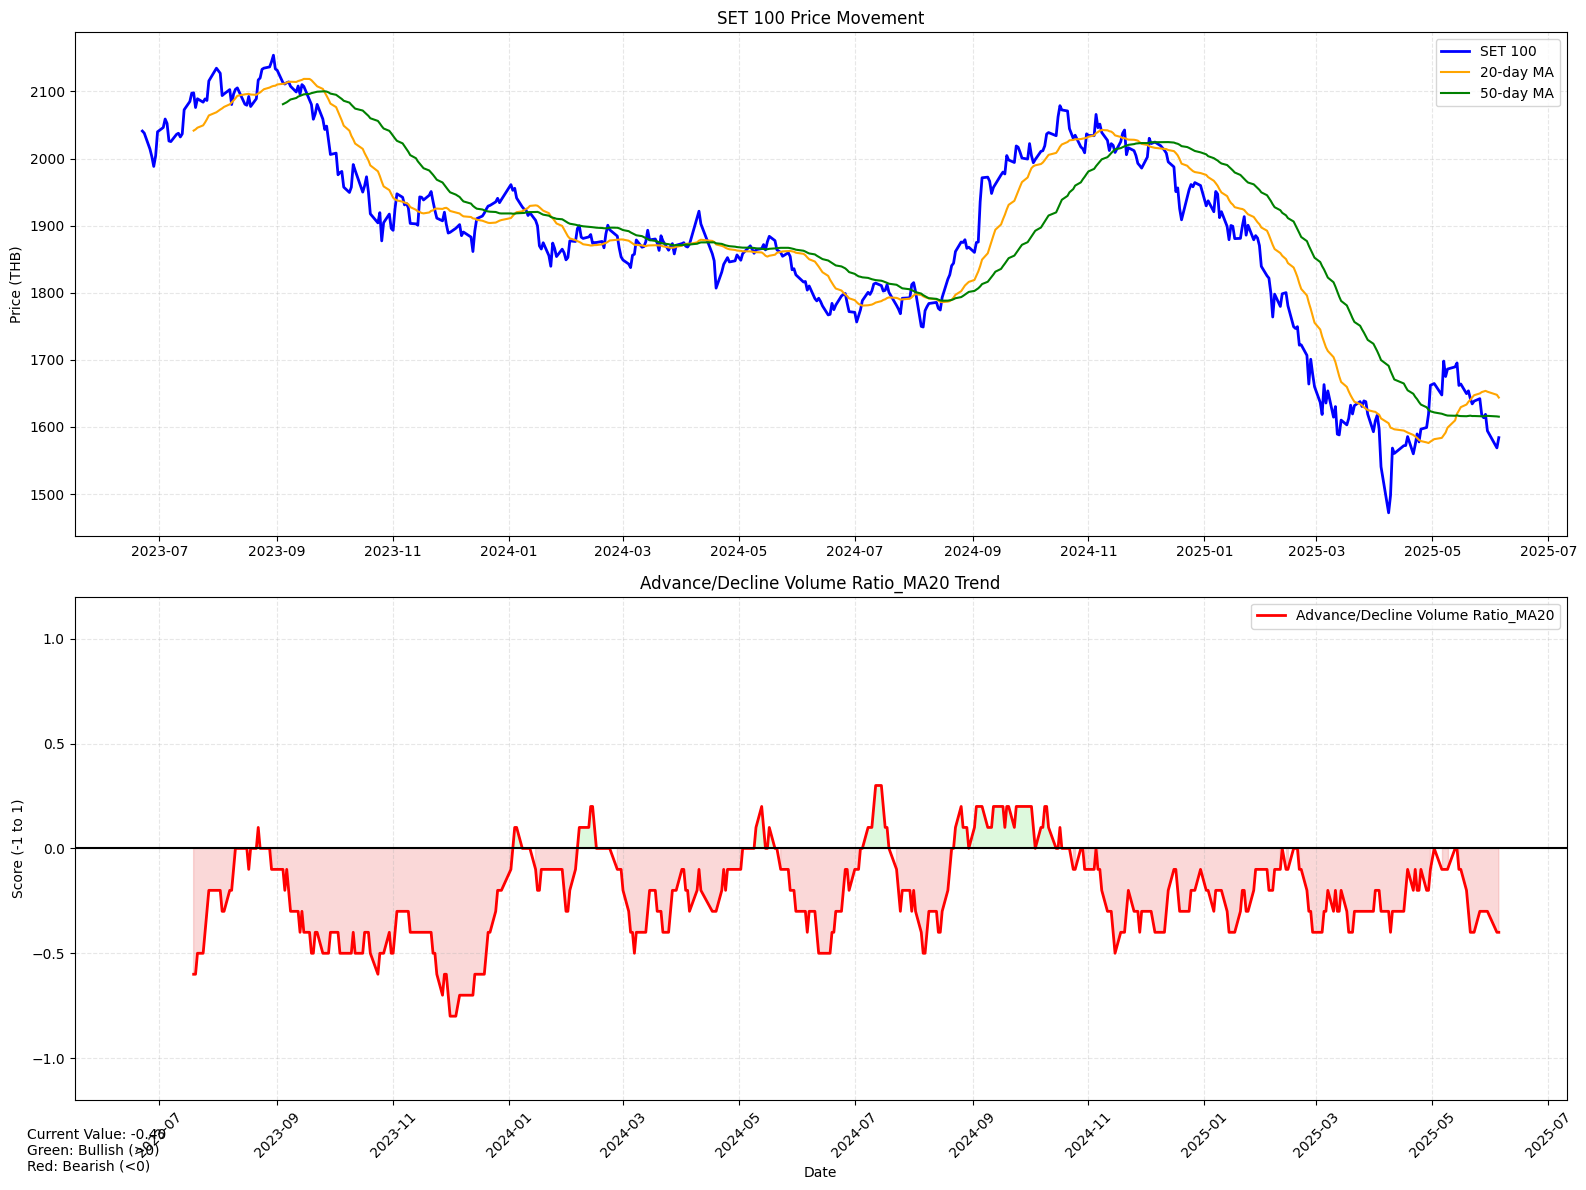 SET 100 Price Movement
SET 100
20-day MA
50-day MA
Price (THB)
2100
2000
1900
1800
1700
1600
1500
2023-07 2023-09 2023-11 2024-01 2024-03 2024-05 2024-07 2024-09 2024-11 2025-01 2025-03 2025-05 2025-07
Advance/Decline Volume Ratio_MA20 Trend
Advance/Decline Volume Ratio_MA20
Score (-1 to 1)
1.0
0.5
0.0
−0.5
−1.0
2023-07 2023-09 2023-11 2024-01 2024-03 2024-05 2024-07 2024-09 2024-11 2025-01 2025-03 2025-05 2025-07
Date
Current Value: -0.40
Green: Bullish (>0)
Red: Bearish (<0)